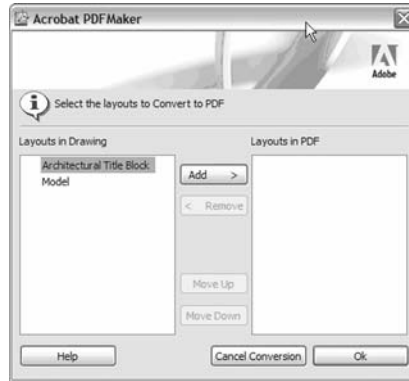 Acrobat PDFMaker
Adobe
i
Select the layouts to Convert to PDF
Layouts in Drawing
Layouts in PDF
Architectural Title Block
Model
Add >
< Remove
Move Up
Move Down
Help
Cancel Conversion
Ok